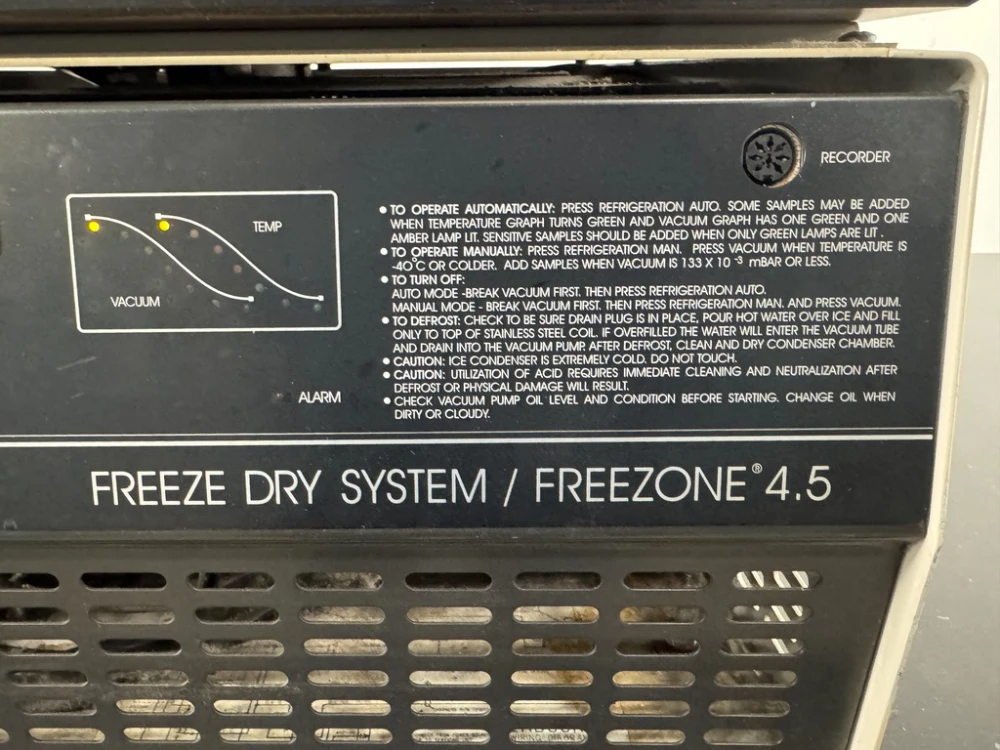 RECORDER
TEMP
VACUUM
ALARM
• TO OPERATE AUTOMATICALLY: PRESS REFRIGERATION AUTO. SOME SAMPLES MAY BE ADDED
WHEN TEMPERATURE GRAPH TURNS GREEN AND VACUUM GRAPH HAS ONE GREEN AND ONE
AMBER LAMP LIT. SENSITIVE SAMPLES SHOULD BE ADDED WHEN ONLY GREEN LAMPS ARE LIT .
• TO OPERATE MANUALLY: PRESS REFRIGERATION MAN. PRESS VACUUM WHEN TEMPERATURE IS
-40°C OR COLDER. ADD SAMPLES WHEN VACUUM IS 133 X 10 -3 mBAR OR LESS.
• TO TURN OFF:
AUTO MODE -BREAK VACUUM FIRST. THEN PRESS REFRIGERATION AUTO.
MANUAL MODE - BREAK VACUUM FIRST. THEN PRESS REFRIGERATION MAN. AND PRESS VACUUM.
• TO DEFROST: CHECK TO BE SURE DRAIN PLUG IS IN PLACE, POUR HOT WATER OVER ICE AND FILL
ONLY TO TOP OF STAINLESS STEEL COIL. IF OVERFILLED THE WATER WILL ENTER THE VACUUM TUBE
AND DRAIN INTO THE VACUUM PUMP. AFTER DEFROST, CLEAN AND DRY CONDENSER CHAMBER.
• CAUTION: ICE CONDENSER IS EXTREMELY COLD. DO NOT TOUCH.
• CAUTION: UTILIZATION OF ACID REQUIRES IMMEDIATE CLEANING AND NEUTRALIZATION AFTER
DEFROST OR PHYSICAL DAMAGE WILL RESULT.
• CHECK VACUUM PUMP OIL LEVEL AND CONDITION BEFORE STARTING. CHANGE OIL WHEN
DIRTY OR CLOUDY.
FREEZE DRY SYSTEM / FREEZONE® 4.5